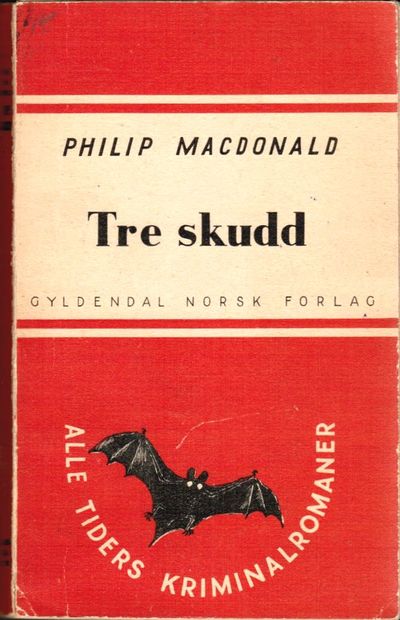 PHILIP MACDONALD
Tre skudd
GYLDENDAL NORSK FORLAG
ALLE TIDERS KRIMINALROMANER